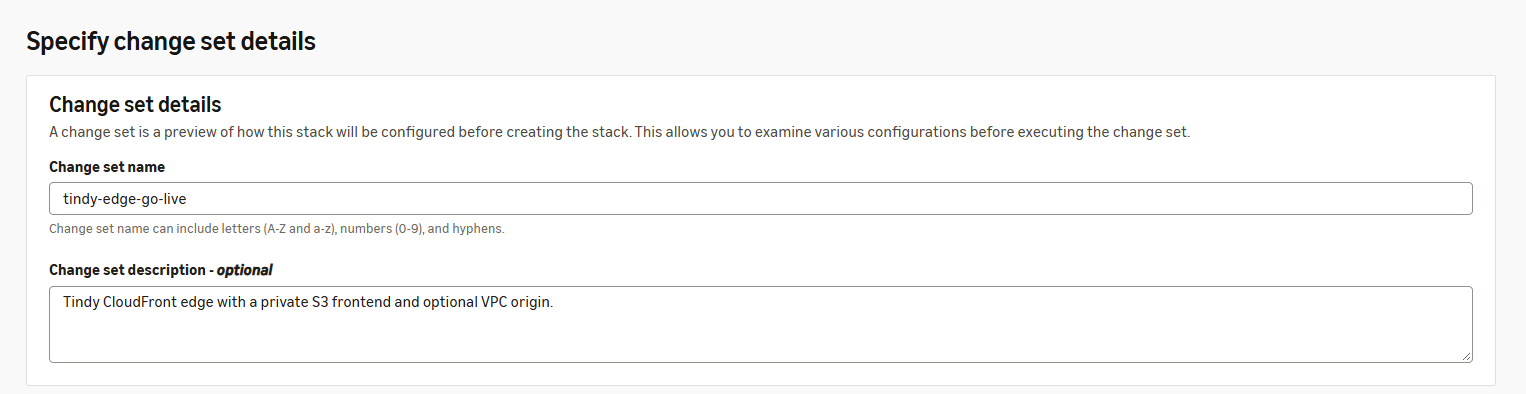 Specify change set details
Change set details
A change set is a preview of how this stack will be configured before creating the stack. This allows you to examine various configurations before executing the change set.
Change set name
tindy-edge-go-live
Change set name can include letters (A-Z and a-z), numbers (0-9), and hyphens.
Change set description - optional
Tindy CloudFront edge with a private S3 frontend and optional VPC origin.